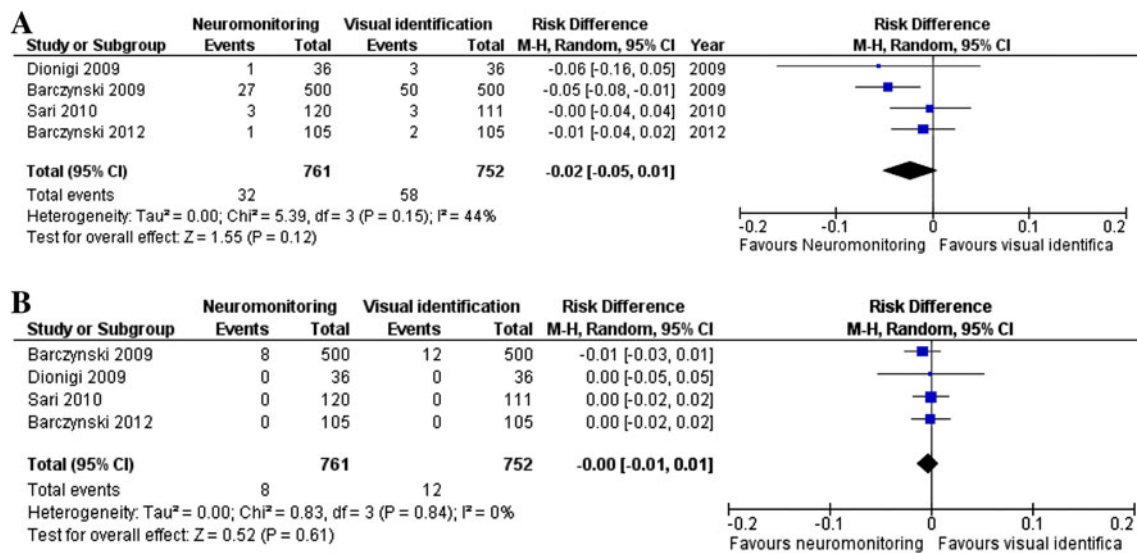 A
Neuromonitoring Visual identification Risk Difference Risk Difference
Study or Subgroup Events Total Events Total M-H, Random, 95% CI Year M-H, Random, 95% CI
Dionigi 2009 1 36 3 36 -0.06 [-0.16, 0.05] 2009
Barczynski 2009 27 500 50 500 -0.05 [-0.08, -0.01] 2009
Sari 2010 3 120 3 111 -0.00 [-0.04, 0.04] 2010
Barczynski 2012 1 105 2 105 -0.01 [-0.04, 0.02] 2012
Total (95% CI) 761 752 -0.02 [-0.05, 0.01]
Total events 32 58
Heterogeneity: Tau² = 0.00; Chi² = 5.39, df = 3 (P = 0.15); I² = 44%
Test for overall effect: Z = 1.55 (P = 0.12)
-0.2 -0.1 0 0.1 0.2
Favours Neuromonitoring Favours visual identifica
B
Neuromonitoring Visual identification Risk Difference Risk Difference
Study or Subgroup Events Total Events Total M-H, Random, 95% CI M-H, Random, 95% CI
Barczynski 2009 8 500 12 500 -0.01 [-0.03, 0.01]
Dionigi 2009 0 36 0 36 0.00 [-0.05, 0.05]
Sari 2010 0 120 0 111 0.00 [-0.02, 0.02]
Barczynski 2012 0 105 0 105 0.00 [-0.02, 0.02]
Total (95% CI) 761 752 -0.00 [-0.01, 0.01]
Total events 8 12
Heterogeneity: Tau² = 0.00; Chi² = 0.83, df = 3 (P = 0.84); I² = 0%
Test for overall effect: Z = 0.52 (P = 0.61)
-0.2 -0.1 0 0.1 0.2
Favours neuromonitoring Favours visual identifica